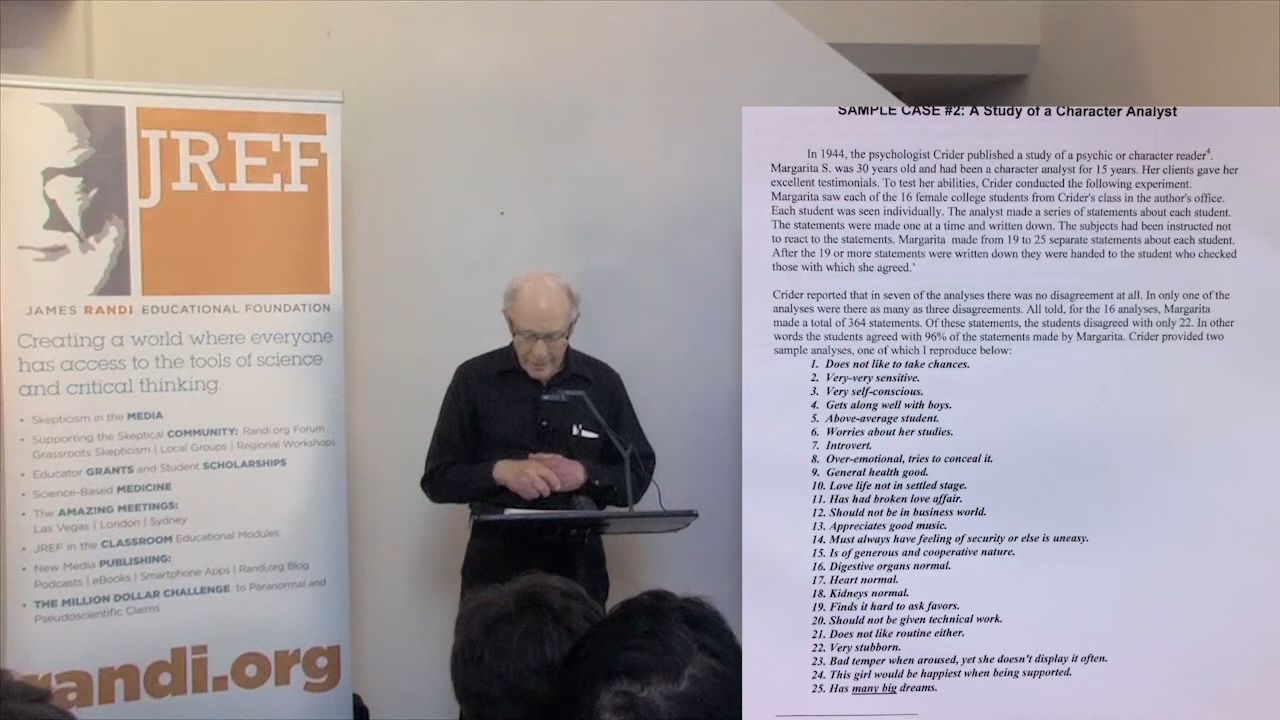 JREF
JAMES RANDI EDUCATIONAL FOUNDATION
Creating a world where everyone
has access to the tools of science
and critical thinking
• Skepticism in the MEDIA
• Supporting the Skeptical COMMUNITY: Randi.org Forum
Grassroots Skepticism | Local Groups | Regional Workshops
• Educator GRANTS and Student SCHOLARSHIPS
• Science-Based MEDICINE
• The AMAZING MEETINGS:
Las Vegas | London | Sydney
• JREF in the CLASSROOM Educational Modules
• New Media PUBLISHING:
Podcasts | eBooks | Smartphone Apps | Randi.org Blog
• THE MILLION DOLLAR CHALLENGE to Paranormal and
Pseudoscientific Claims
randi.org
SAMPLE CASE #2: A Study of a Character Analyst
In 1944, the psychologist Crider published a study of a psychic or character reader4.
Margarita S. was 30 years old and had been a character analyst for 15 years. Her clients gave her
excellent testimonials. To test her abilities, Crider conducted the following experiment.
Margarita saw each of the 16 female college students from Crider's class in the author's office.
Each student was seen individually. The analyst made a series of statements about each student.
The statements were made one at a time and written down. The subjects had been instructed not
to react to the statements. Margarita made from 19 to 25 separate statements about each student.
After the 19 or more statements were written down they were handed to the student who checked
those with which she agreed.'
Crider reported that in seven of the analyses there was no disagreement at all. In only one of the
analyses were there as many as three disagreements. All told, for the 16 analyses, Margarita
made a total of 364 statements. Of these statements, the students disagreed with only 22. In other
words the students agreed with 96% of the statements made by Margarita. Crider provided two
sample analyses, one of which I reproduce below:
1. Does not like to take chances.
2. Very-very sensitive.
3. Very self-conscious.
4. Gets along well with boys.
5. Above-average student.
6. Worries about her studies.
7. Introvert.
8. Over-emotional, tries to conceal it.
9. General health good.
10. Love life not in settled stage.
11. Has had broken love affair.
12. Should not be in business world.
13. Appreciates good music.
14. Must always have feeling of security or else is uneasy.
15. Is of generous and cooperative nature.
16. Digestive organs normal.
17. Heart normal.
18. Kidneys normal.
19. Finds it hard to ask favors.
20. Should not be given technical work.
21. Does not like routine either.
22. Very stubborn.
23. Bad temper when aroused, yet she doesn't display it often.
24. This girl would be happiest when being supported.
25. Has many big dreams.